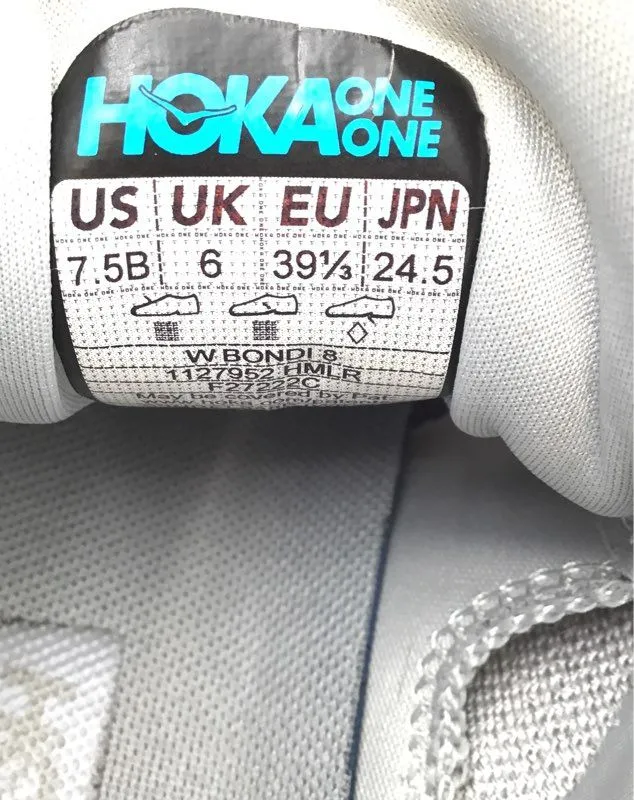 HOKA ONE ONE
US UK EU JPN
7.5B 6 39⅓ 24.5
W BONDI 8
1127952 HMLR
F27222C
May be covered by Pat